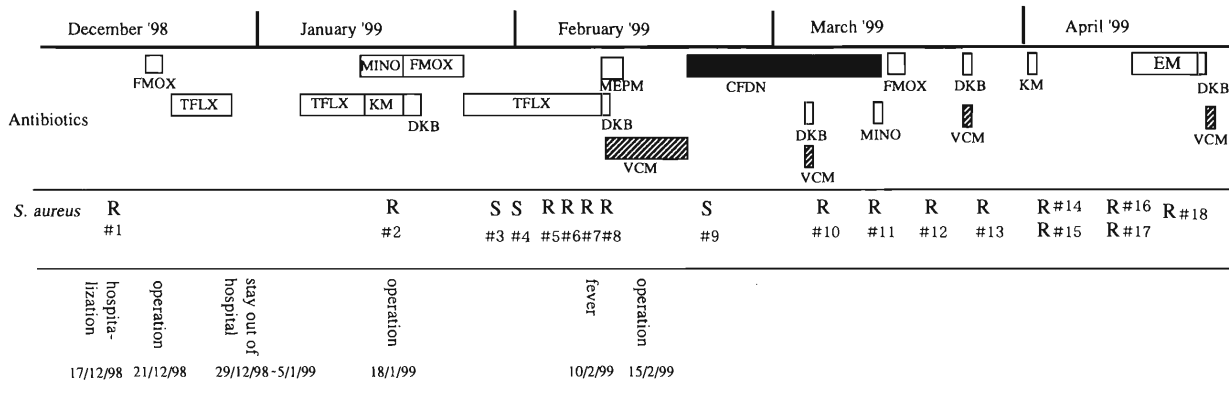 December '98 January '99 February '99 March '99 April '99
MINO FMOX EM
FMOX MEPM CFDN FMOX DKB KM DKB
TFLX TFLX KM TFLX
Antibiotics DKB DKB DKB MINO VCM VCM
VCM VCM
S. aureus R R S S R R R R S R R R R R #14 R #16 R #18
#1 #2 #3 #4 #5 #6 #7 #8 #9 #10 #11 #12 #13 R #15 R #17
hospita-
lization
operation
stay out of
hospital
operation
fever
operation
17/12/98 21/12/98 29/12/98 -5/1/99 18/1/99 10/2/99 15/2/99